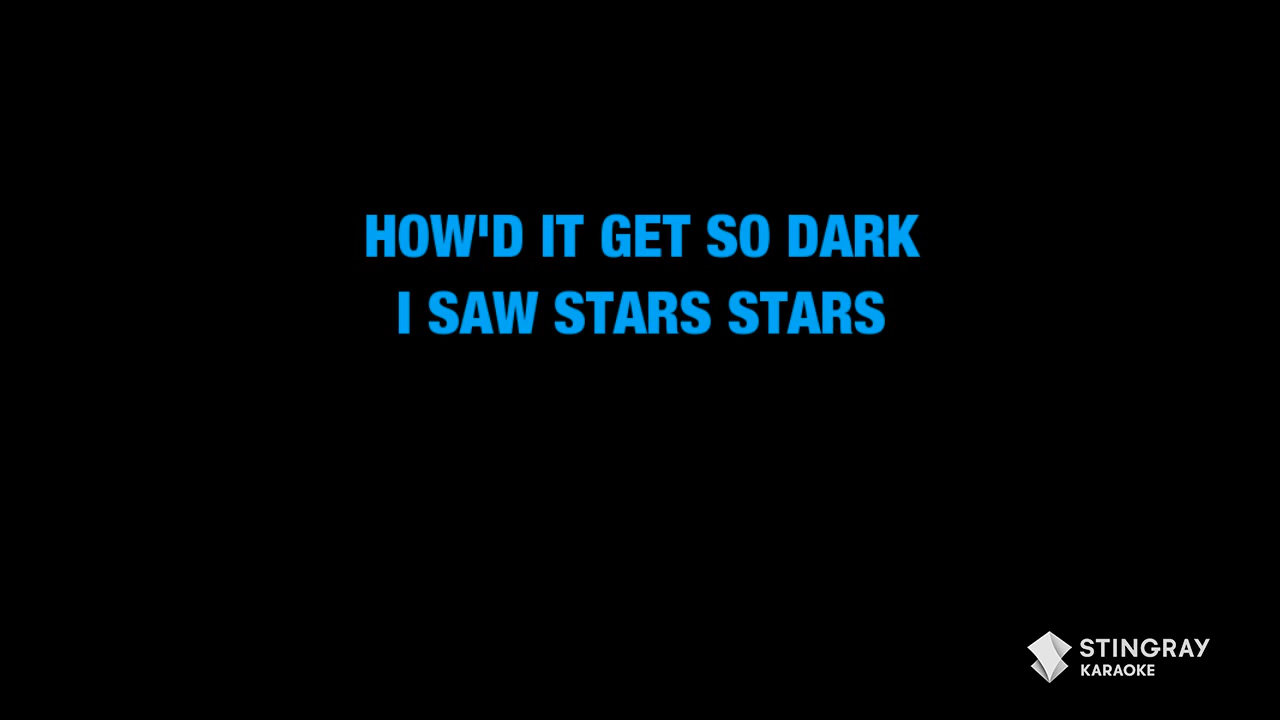 HOW'D IT GET SO DARK
I SAW STARS STARS
STINGRAY
KARAOKE